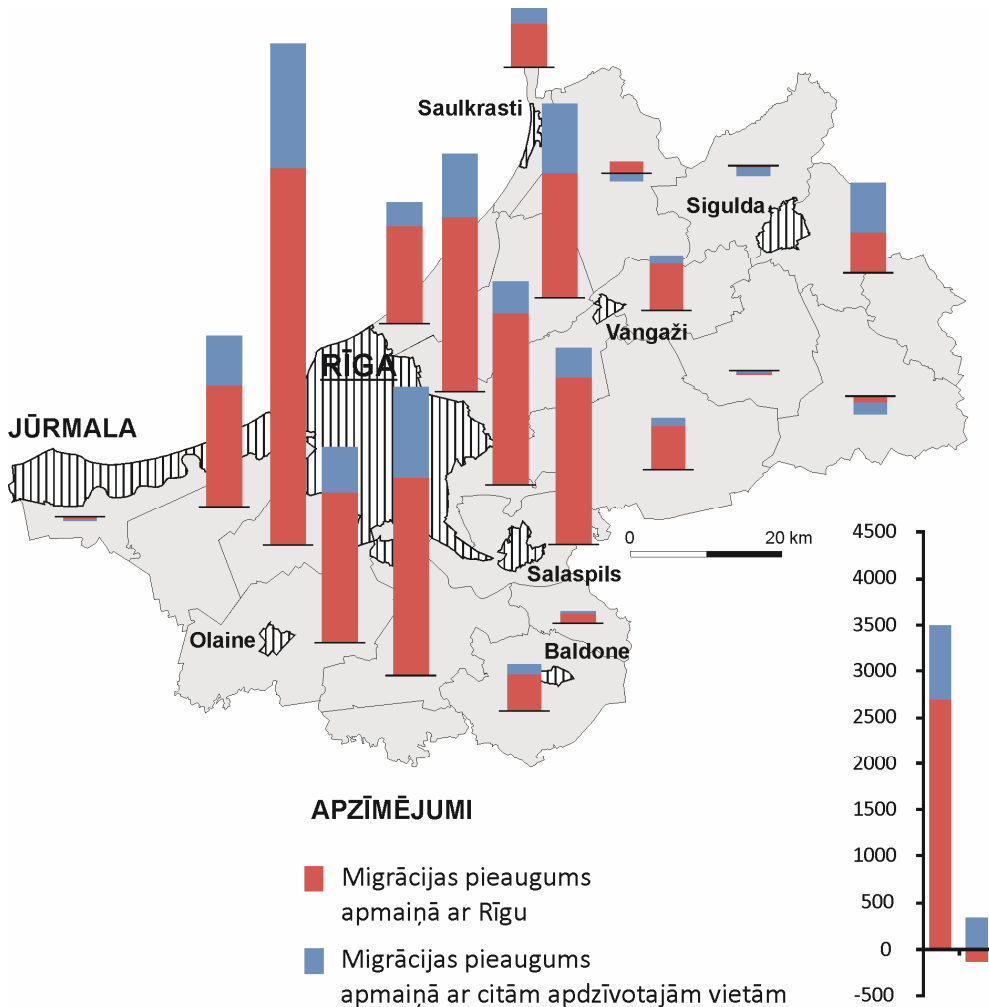 Saulkrasti
Sigulda
Vangaži
RĪGA
JŪRMALA
0 20 km
Salaspils
Olaine
Baldone
4500
4000
3500
3000
2500
2000
1500
1000
500
0
-500
APZĪMĒJUMI
Migrācijas pieaugums
apmaiņā ar Rīgu
Migrācijas pieaugums
apmaiņā ar citām apdzīvotajām vietām